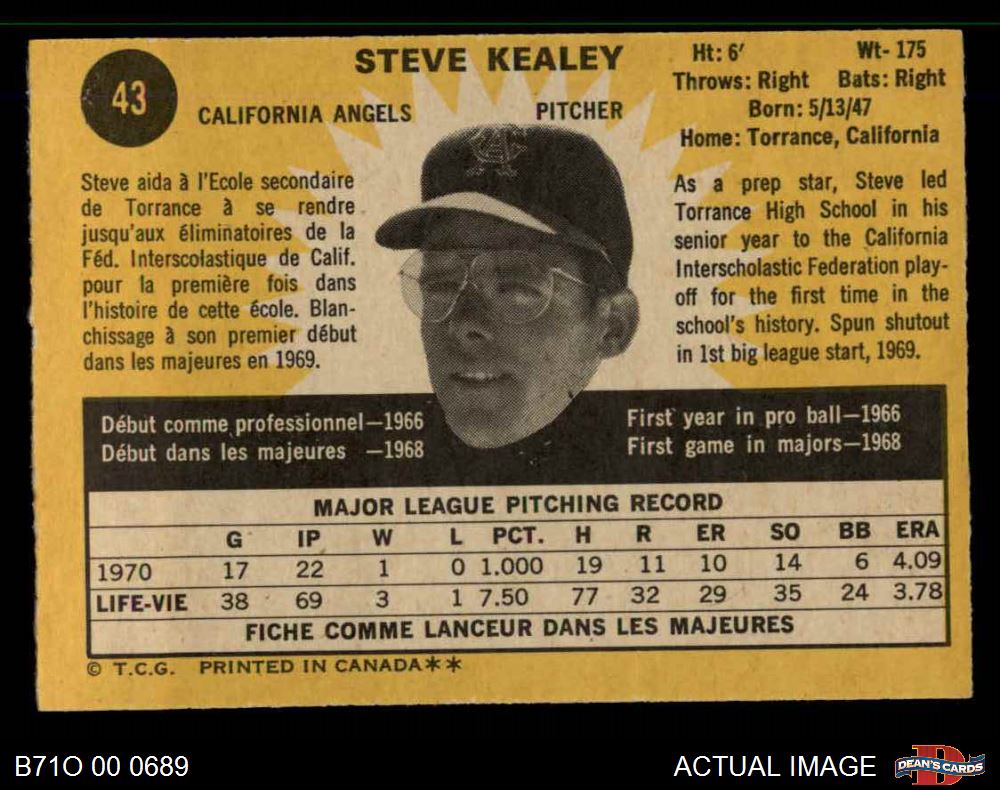 43
STEVE KEALEY
CALIFORNIA ANGELS PITCHER
Ht: 6' Wt- 175
Throws: Right Bats: Right
Born: 5/13/47
Home: Torrance, California
Steve aida à l'Ecole secondaire
de Torrance à se rendre
jusqu'aux éliminatoires de la
Féd. Interscolastique de Calif.
pour la première fois dans
l'histoire de cette école. Blan-
chissage à son premier début
dans les majeures en 1969.
As a prep star, Steve led
Torrance High School in his
senior year to the California
Interscholastic Federation play-
off for the first time in the
school's history. Spun shutout
in 1st big league start, 1969.
Début comme professionnel—1966
Début dans les majeures —1968
First year in pro ball—1966
First game in majors—1968
MAJOR LEAGUE PITCHING RECORD
G IP W L PCT. H R ER SO BB ERA
1970 17 22 1 0 1.000 19 11 10 14 6 4.09
LIFE-VIE 38 69 3 1 7.50 77 32 29 35 24 3.78
FICHE COMME LANCEUR DANS LES MAJEURES
© T.C.G. PRINTED IN CANADA**
B71O 00 0689
ACTUAL IMAGE
DEAN'S CARDS